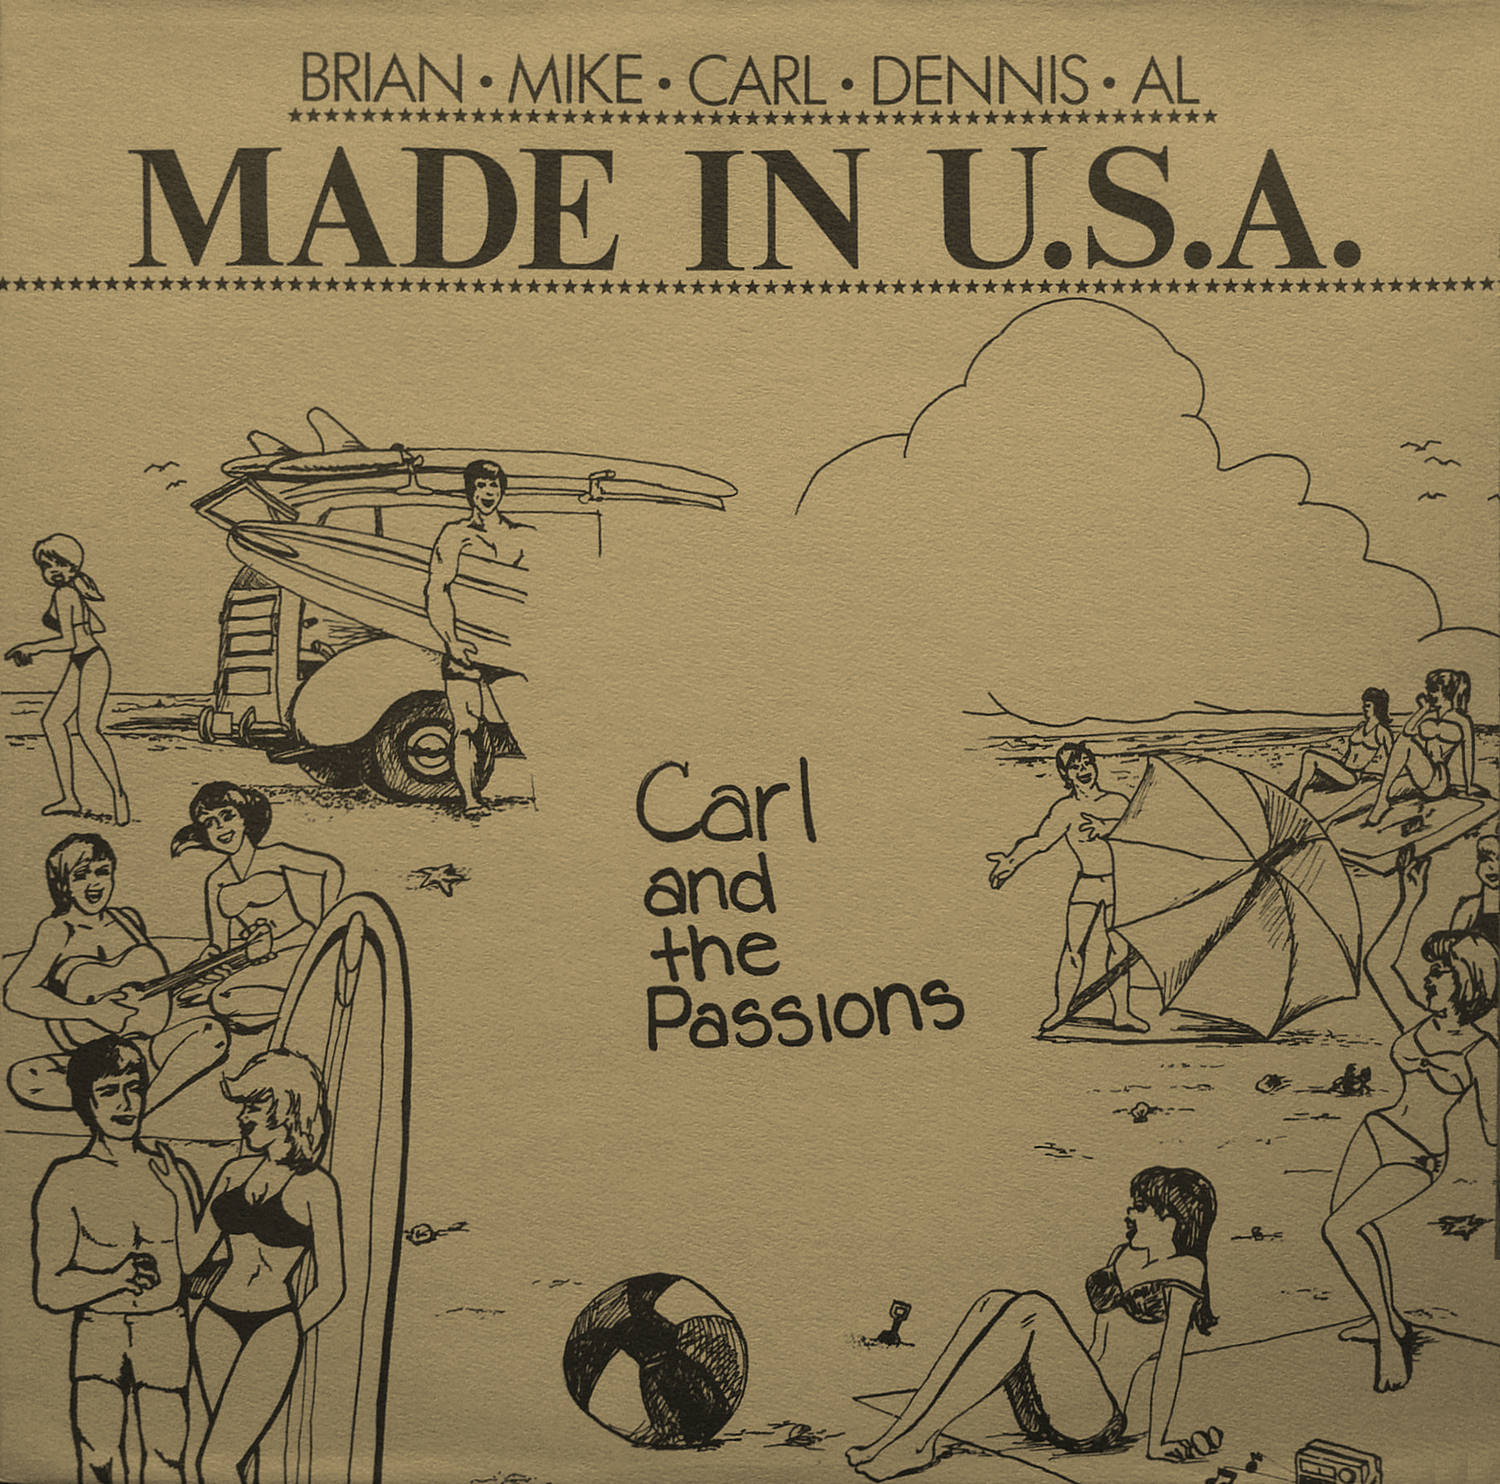 BRIAN • MIKE • CARL • DENNIS • AL
MADE IN U.S.A.
Carl
and
the
Passions